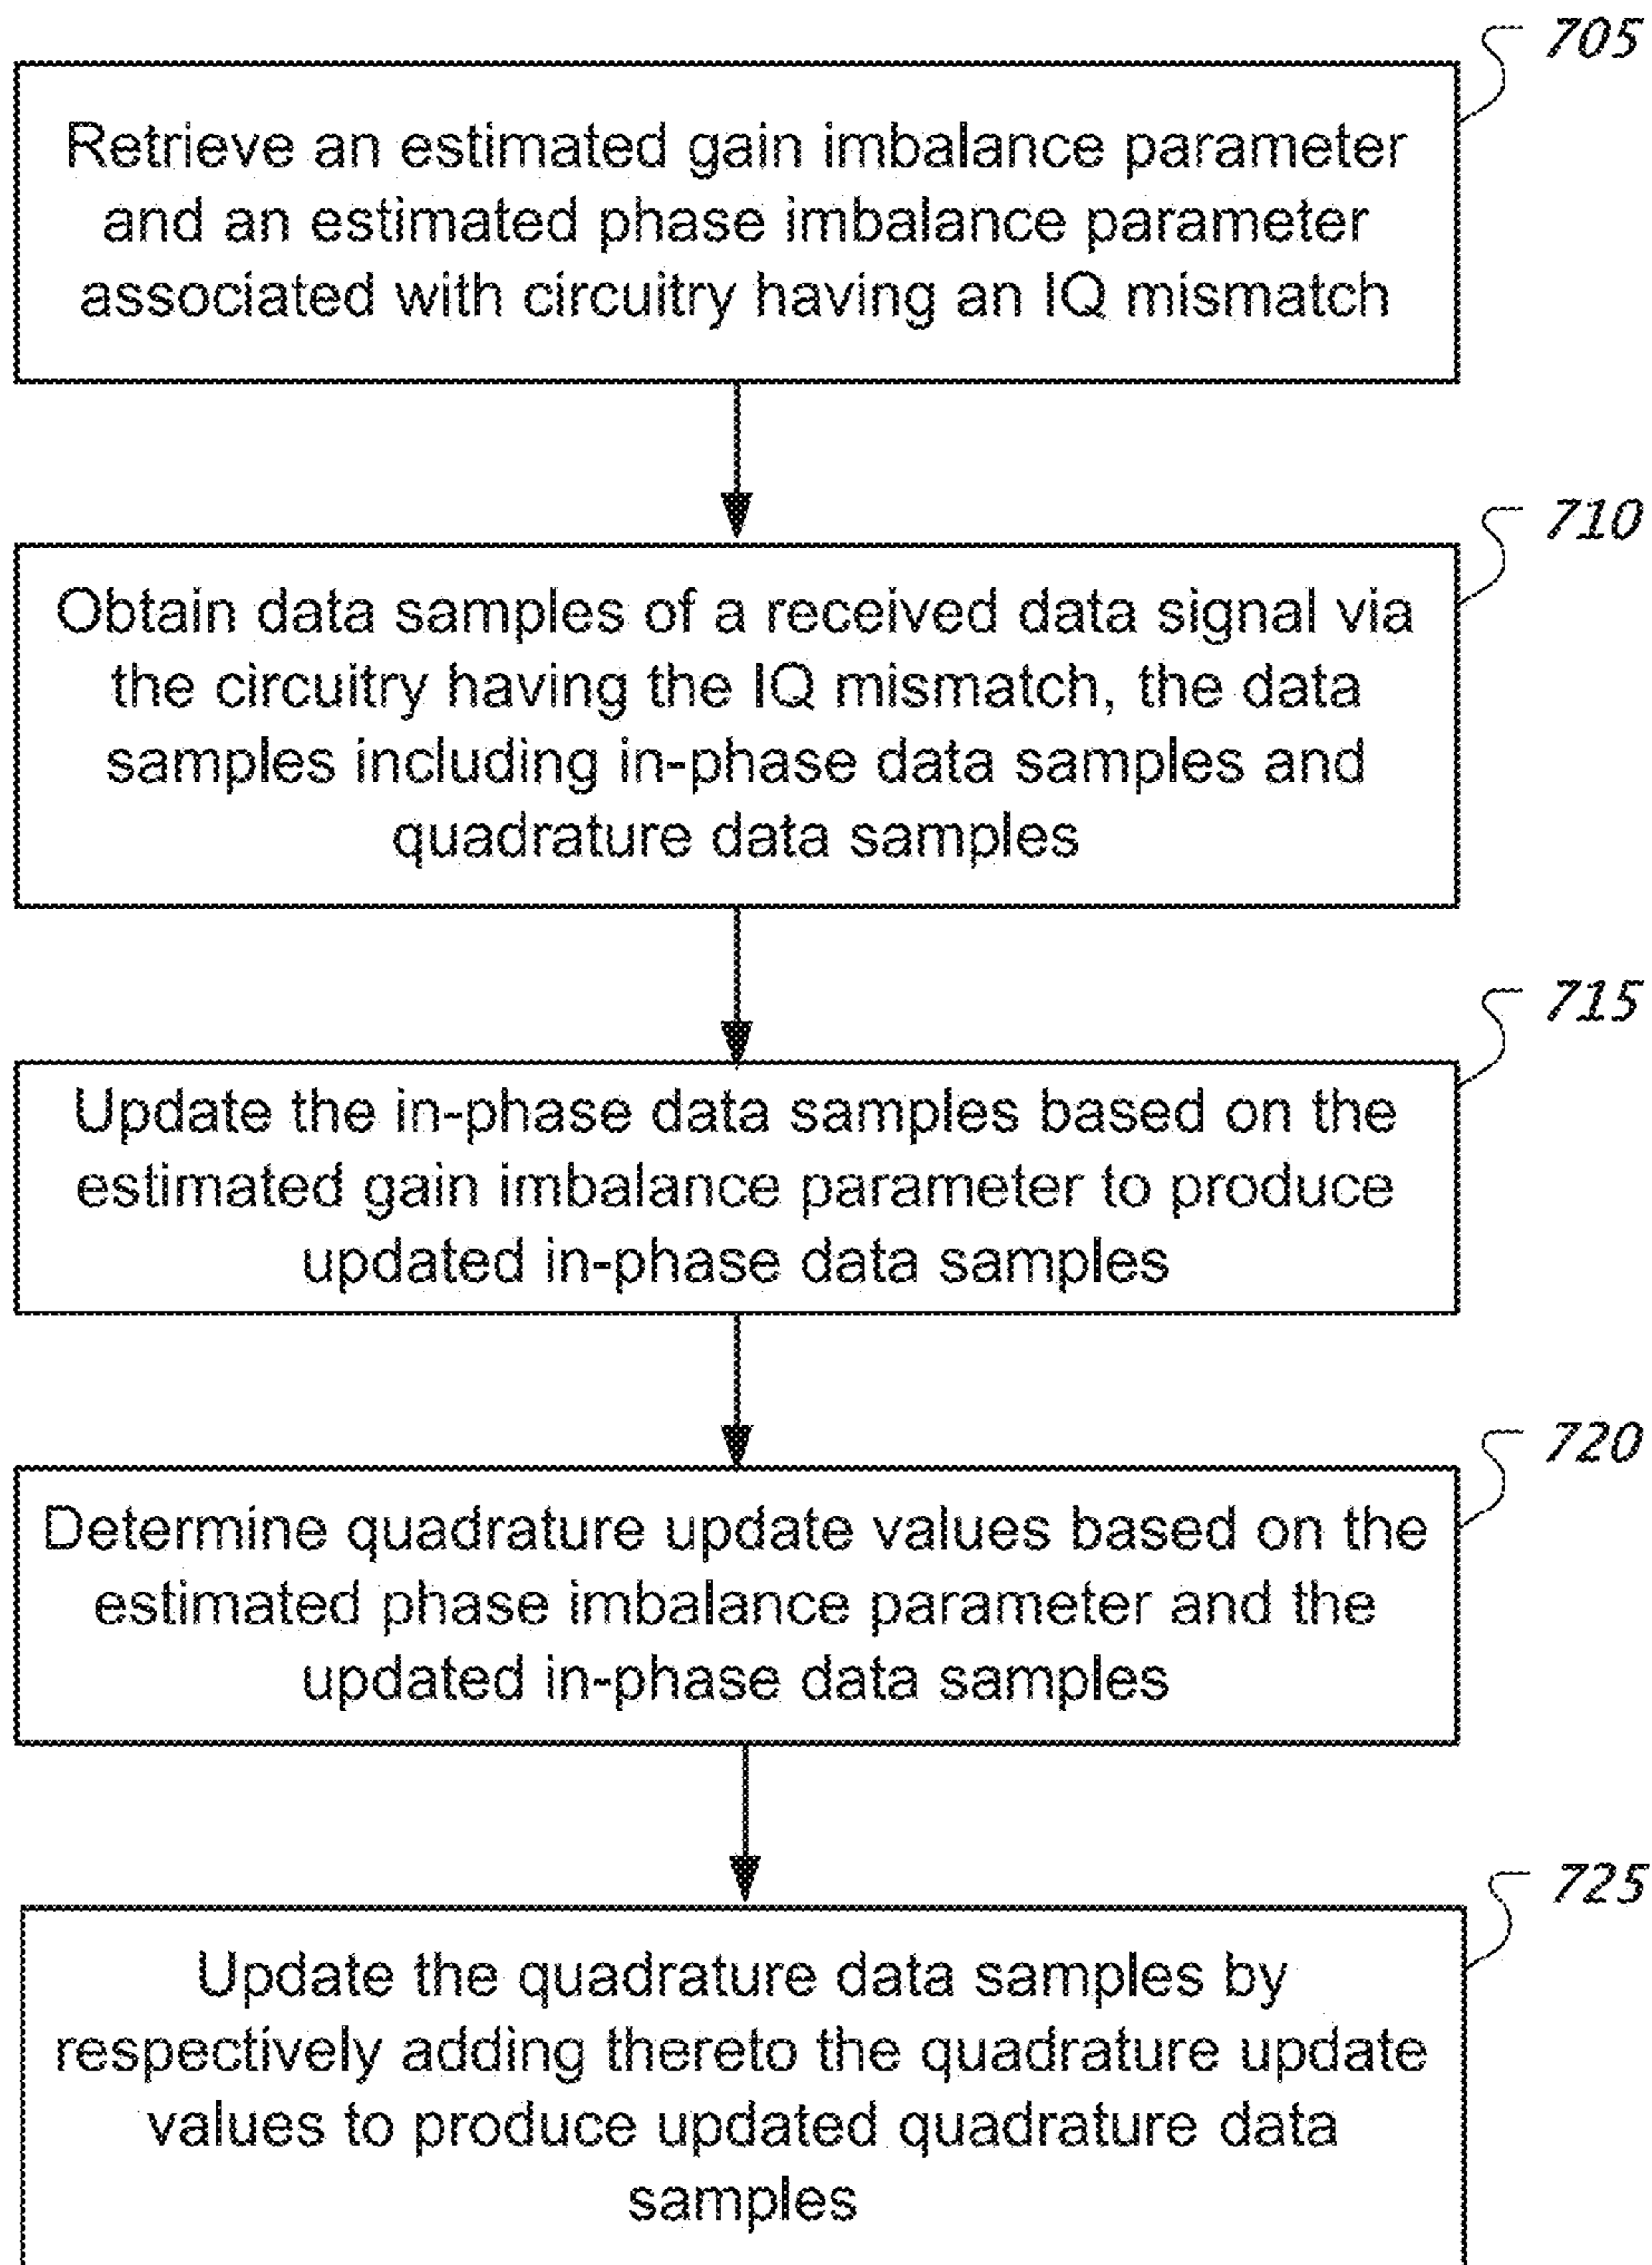 705
Retrieve an estimated gain imbalance parameter
and an estimated phase imbalance parameter
associated with circuitry having an IQ mismatch
710
Obtain data samples of a received data signal via
the circuitry having the IQ mismatch, the data
samples including in-phase data samples and
quadrature data samples
715
Update the in-phase data samples based on the
estimated gain imbalance parameter to produce
updated in-phase data samples
720
Determine quadrature update values based on the
estimated phase imbalance parameter and the
updated in-phase data samples
725
Update the quadrature data samples by
respectively adding thereto the quadrature update
values to produce updated quadrature data
samples